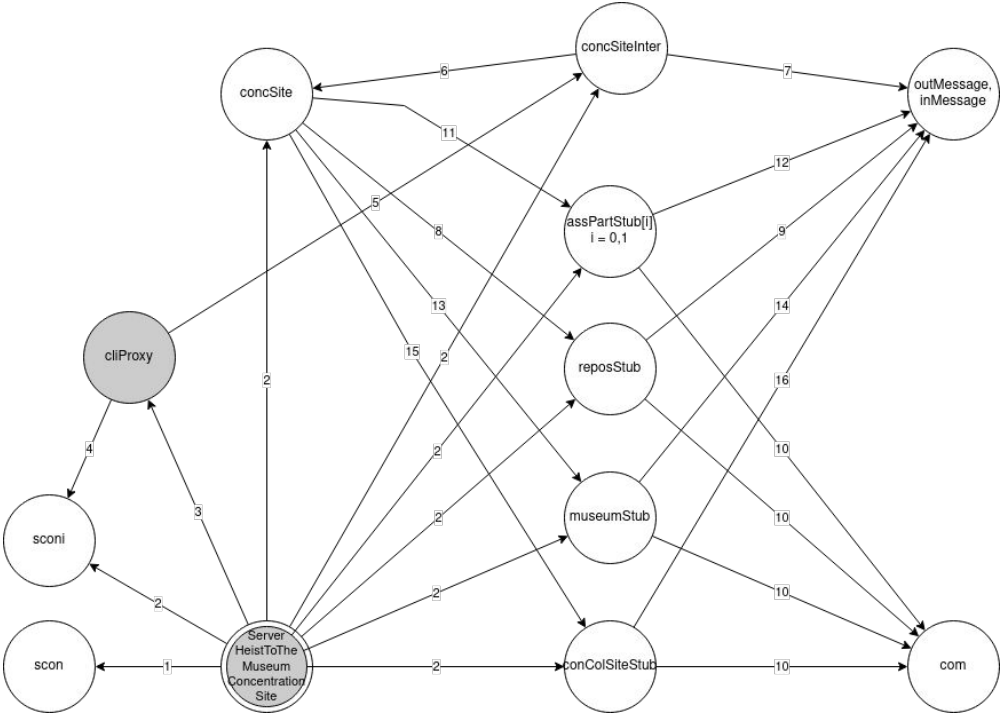 concSiteInter
6
7
concSite
outMessage,
inMessage
11
12
5
assPartStub[i]
i = 0,1
8
9
13
14
15
2
cliProxy
reposStub
2
16
4
2
10
3
2
10
sconi
museumStub
2
2
10
Server
HeistToThe
Museum
Concentration
Site
scon
1
2
conColSiteStub
10
com